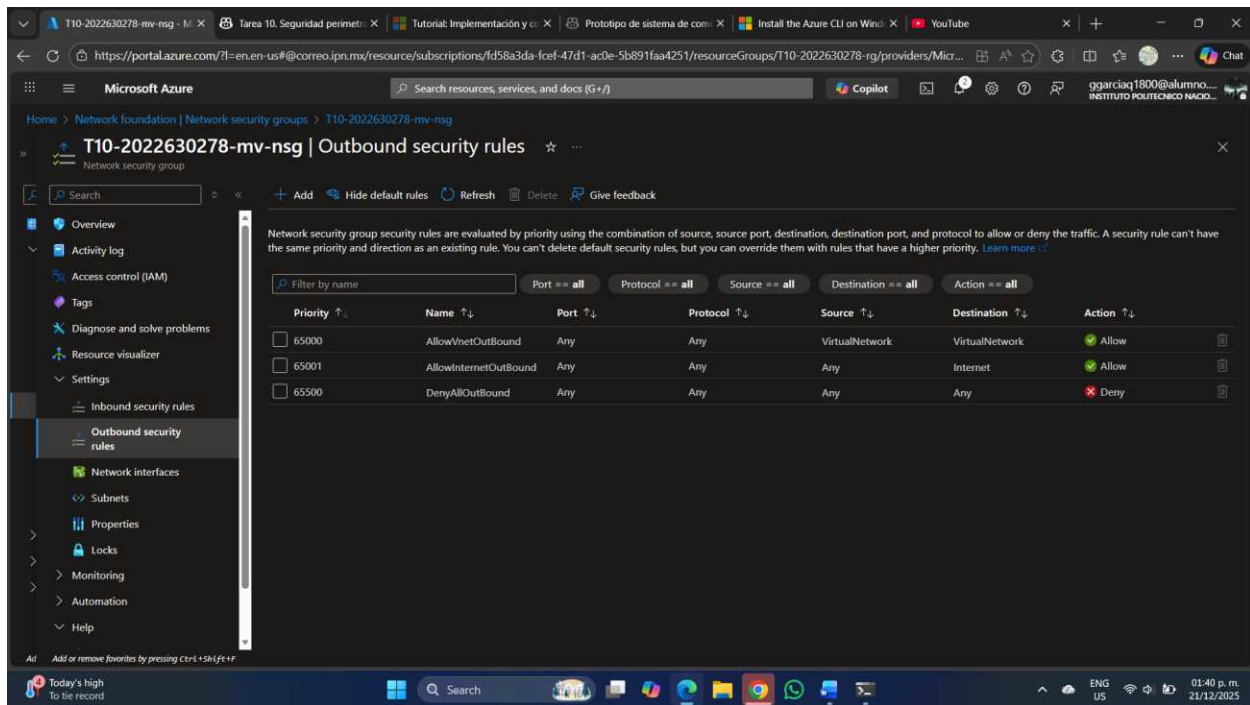 T10-2022630278-mv-nsg - M
Tarea 10. Seguridad perimetr
Tutorial: Implementación y co
Prototipo de sistema de com
Install the Azure CLI on Wind
YouTube
https://portal.azure.com/?l=en.en-us#@correo.ipn.mx/resource/subscriptions/fd58a3da-fcef-47d1-ac0e-5b891faa4251/resourceGroups/T10-2022630278-rg/providers/Micr...
Chat
Microsoft Azure
Search resources, services, and docs (G+/)
Copilot
ggarciaq1800@alumno....
INSTITUTO POLITECNICO NACIO...
Home > Network foundation | Network security groups > T10-2022630278-mv-nsg
T10-2022630278-mv-nsg | Outbound security rules
Network security group
Search
Add Hide default rules Refresh Delete Give feedback
Overview
Activity log
Access control (IAM)
Tags
Diagnose and solve problems
Resource visualizer
Settings
Inbound security rules
Outbound security
rules
Network interfaces
Subnets
Properties
Locks
Monitoring
Automation
Help
Ad Add or remove favorites by pressing Ctrl+Shift+F
Network security group security rules are evaluated by priority using the combination of source, source port, destination, destination port, and protocol to allow or deny the traffic. A security rule can't have
the same priority and direction as an existing rule. You can't delete default security rules, but you can override them with rules that have a higher priority. Learn more
Filter by name Port == all Protocol == all Source == all Destination == all Action == all
Priority ↑↓ Name ↑↓ Port ↑↓ Protocol ↑↓ Source ↑↓ Destination ↑↓ Action ↑↓
65000 AllowVnetOutBound Any Any VirtualNetwork VirtualNetwork Allow
65001 AllowInternetOutBound Any Any Any Internet Allow
65500 DenyAllOutBound Any Any Any Any Deny
4
Today's high
To tie record
Search
ENG
US
01:40 p. m.
21/12/2025